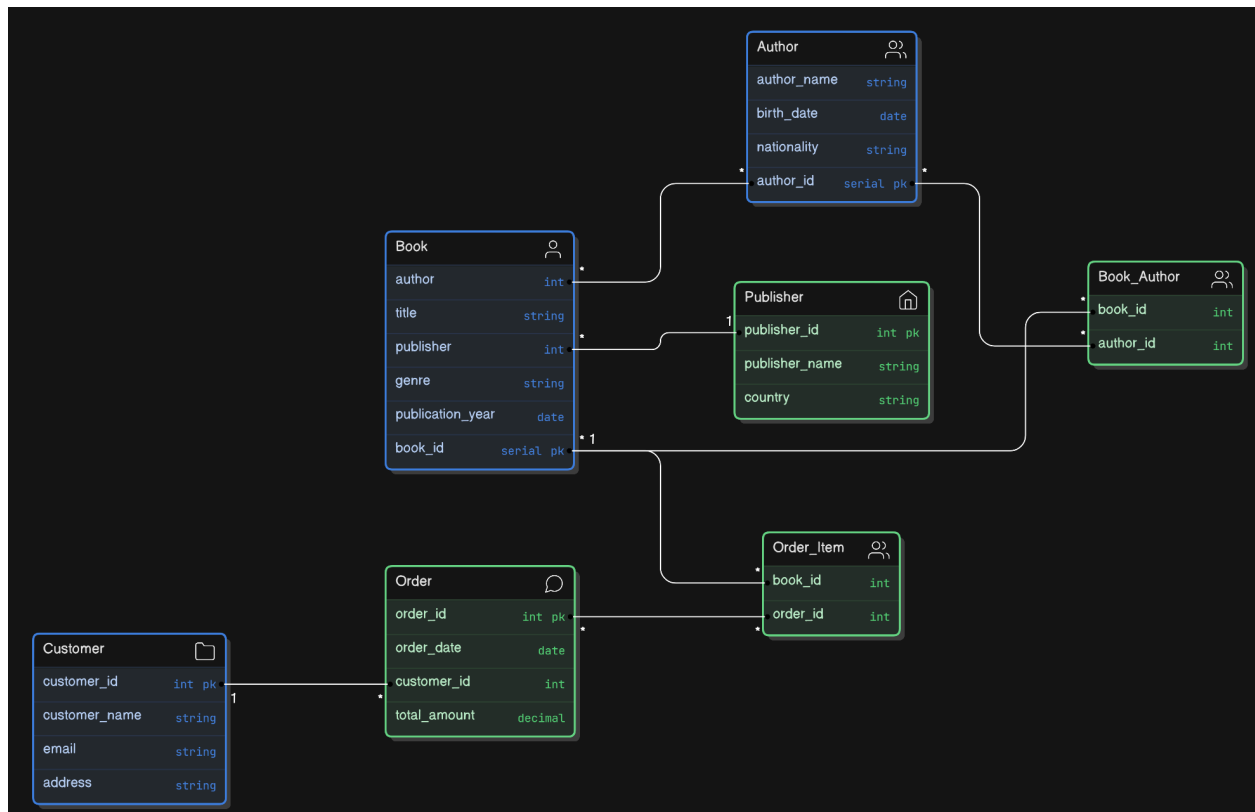 Author
author_name string
birth_date date
nationality string
* author_id serial pk *
Book
author int *
title string
publisher int *
genre string
publication_year date
book_id serial pk * 1
Publisher
1 publisher_id int pk
publisher_name string
country string
Book_Author
* book_id int
* author_id int
Order_Item
* book_id int
* order_id int
Order
order_id int pk *
order_date date
* customer_id int
total_amount decimal
Customer
customer_id int pk 1
customer_name string
email string
address string